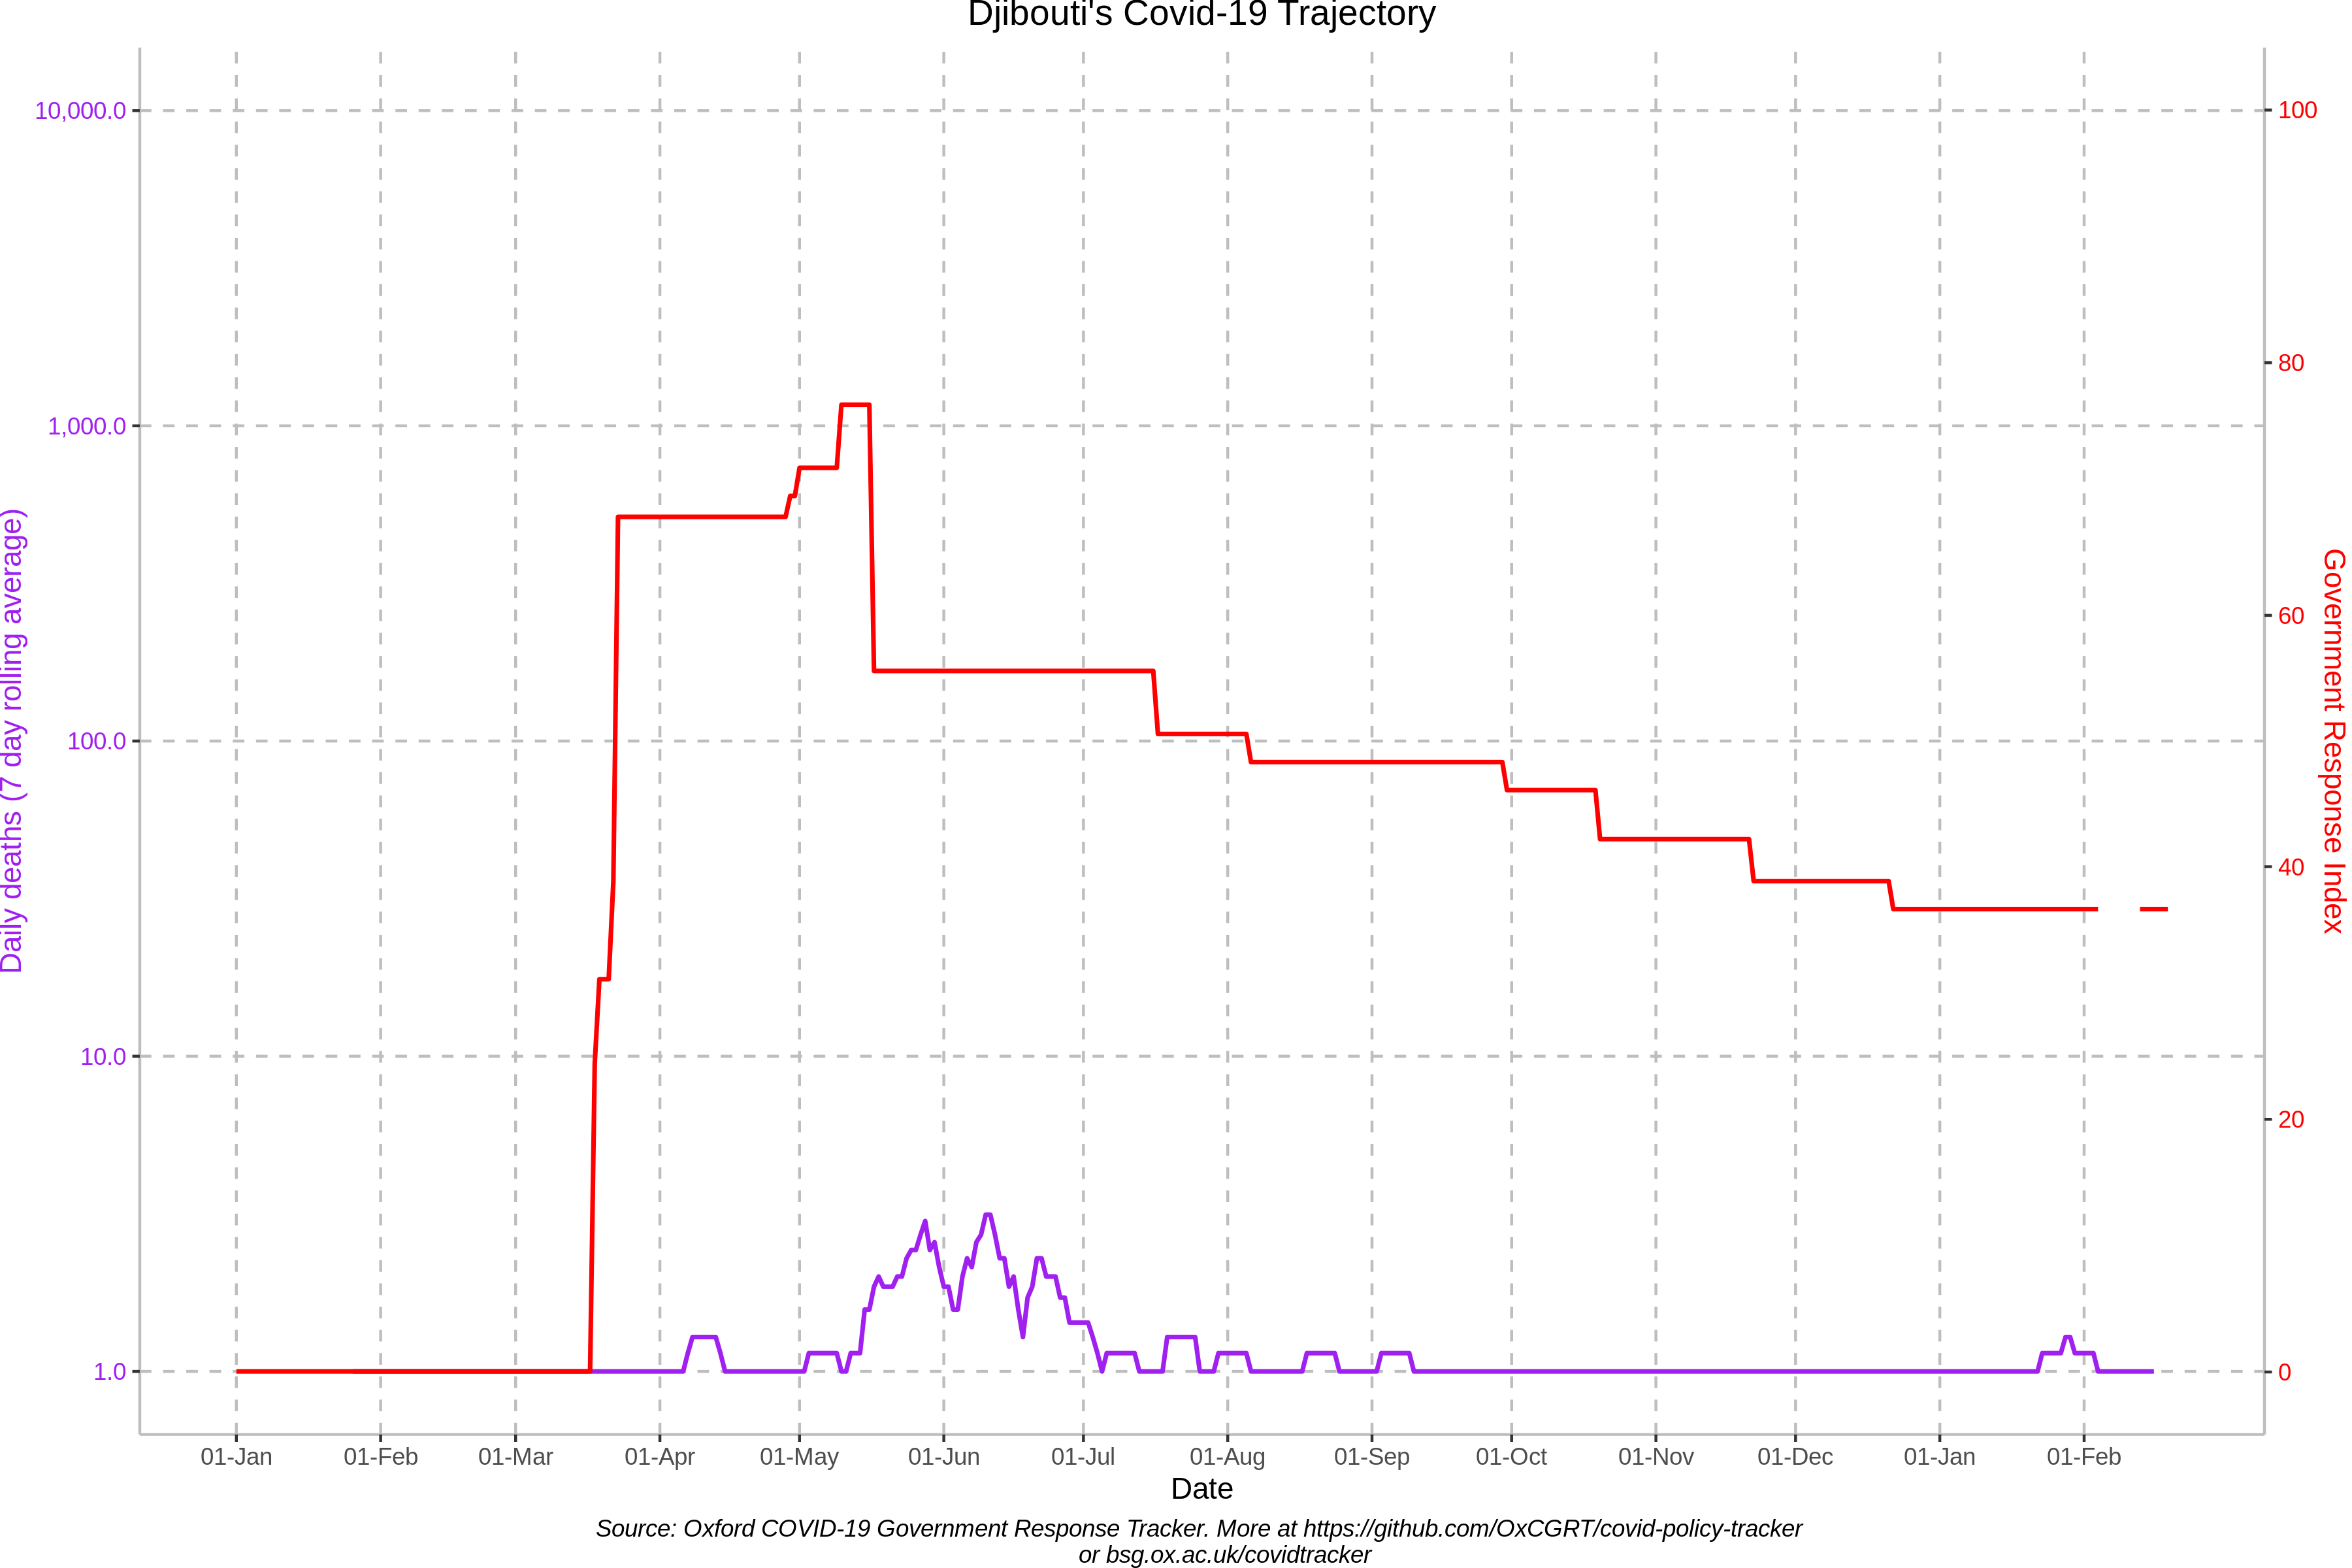 Djibouti's Covid-19 Trajectory
10,000.0
1,000.0
100.0
10.0
1.0
Daily deaths (7 day rolling average)
100
80
60
40
20
0
Government Response Index
01-Jan 01-Feb 01-Mar 01-Apr 01-May 01-Jun 01-Jul 01-Aug 01-Sep 01-Oct 01-Nov 01-Dec 01-Jan 01-Feb
Date
Source: Oxford COVID-19 Government Response Tracker. More at https://github.com/OxCGRT/covid-policy-tracker
or bsg.ox.ac.uk/covidtracker